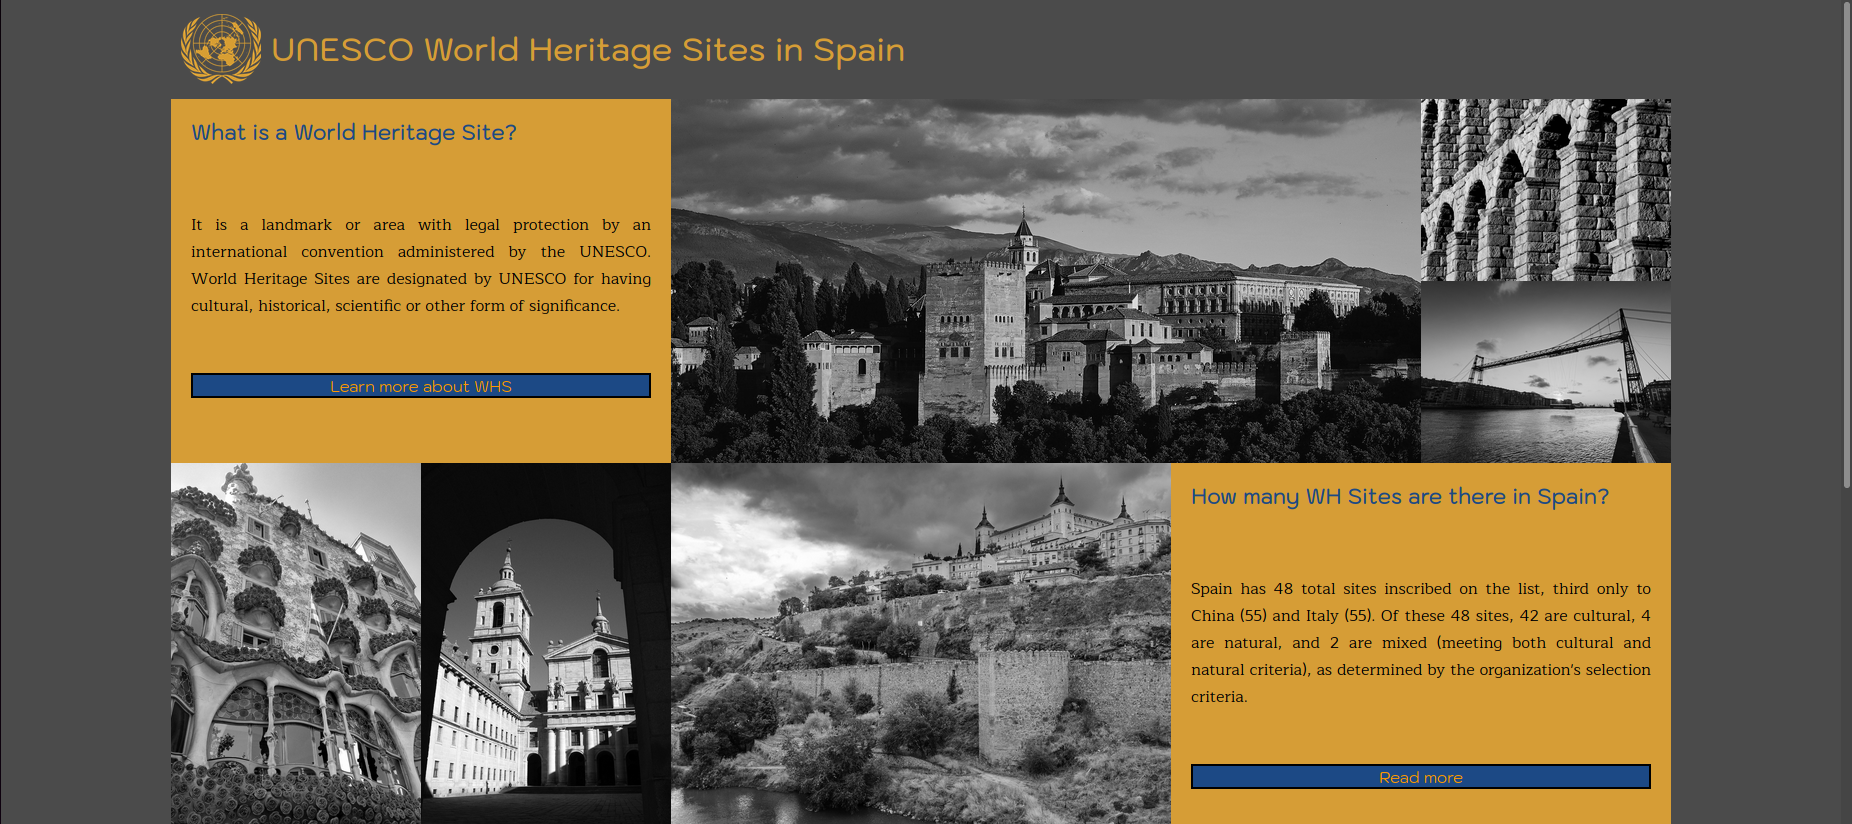 UNESCO World Heritage Sites in Spain
What is a World Heritage Site?
It is a landmark or area with legal protection by an
international convention administered by the UNESCO.
World Heritage Sites are designated by UNESCO for having
cultural, historical, scientific or other form of significance.
Learn more about WHS
How many WH Sites are there in Spain?
Spain has 48 total sites inscribed on the list, third only to
China (55) and Italy (55). Of these 48 sites, 42 are cultural, 4
are natural, and 2 are mixed (meeting both cultural and
natural criteria), as determined by the organization's selection
criteria.
Read more